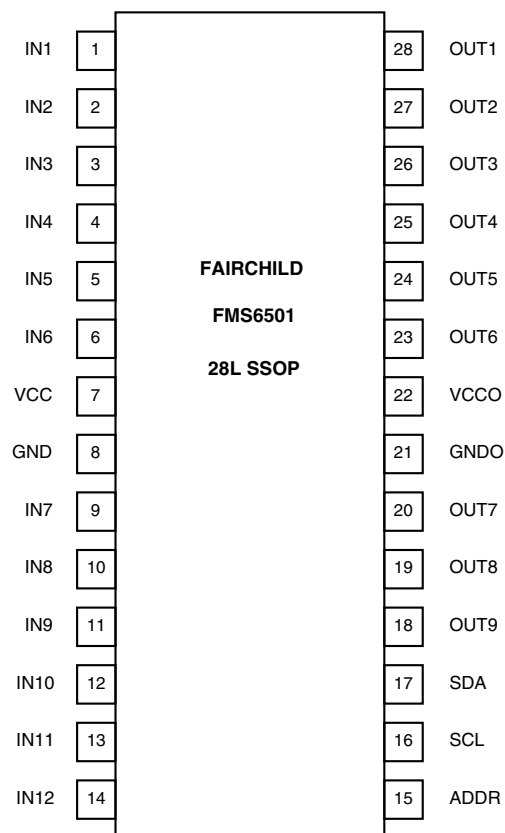 IN1 1 28 OUT1
IN2 2 27 OUT2
IN3 3 26 OUT3
IN4 4 25 OUT4
FAIRCHILD
IN5 5 24 OUT5
FMS6501
IN6 6 23 OUT6
28L SSOP
VCC 7 22 VCCO
GND 8 21 GNDO
IN7 9 20 OUT7
IN8 10 19 OUT8
IN9 11 18 OUT9
IN10 12 17 SDA
IN11 13 16 SCL
IN12 14 15 ADDR